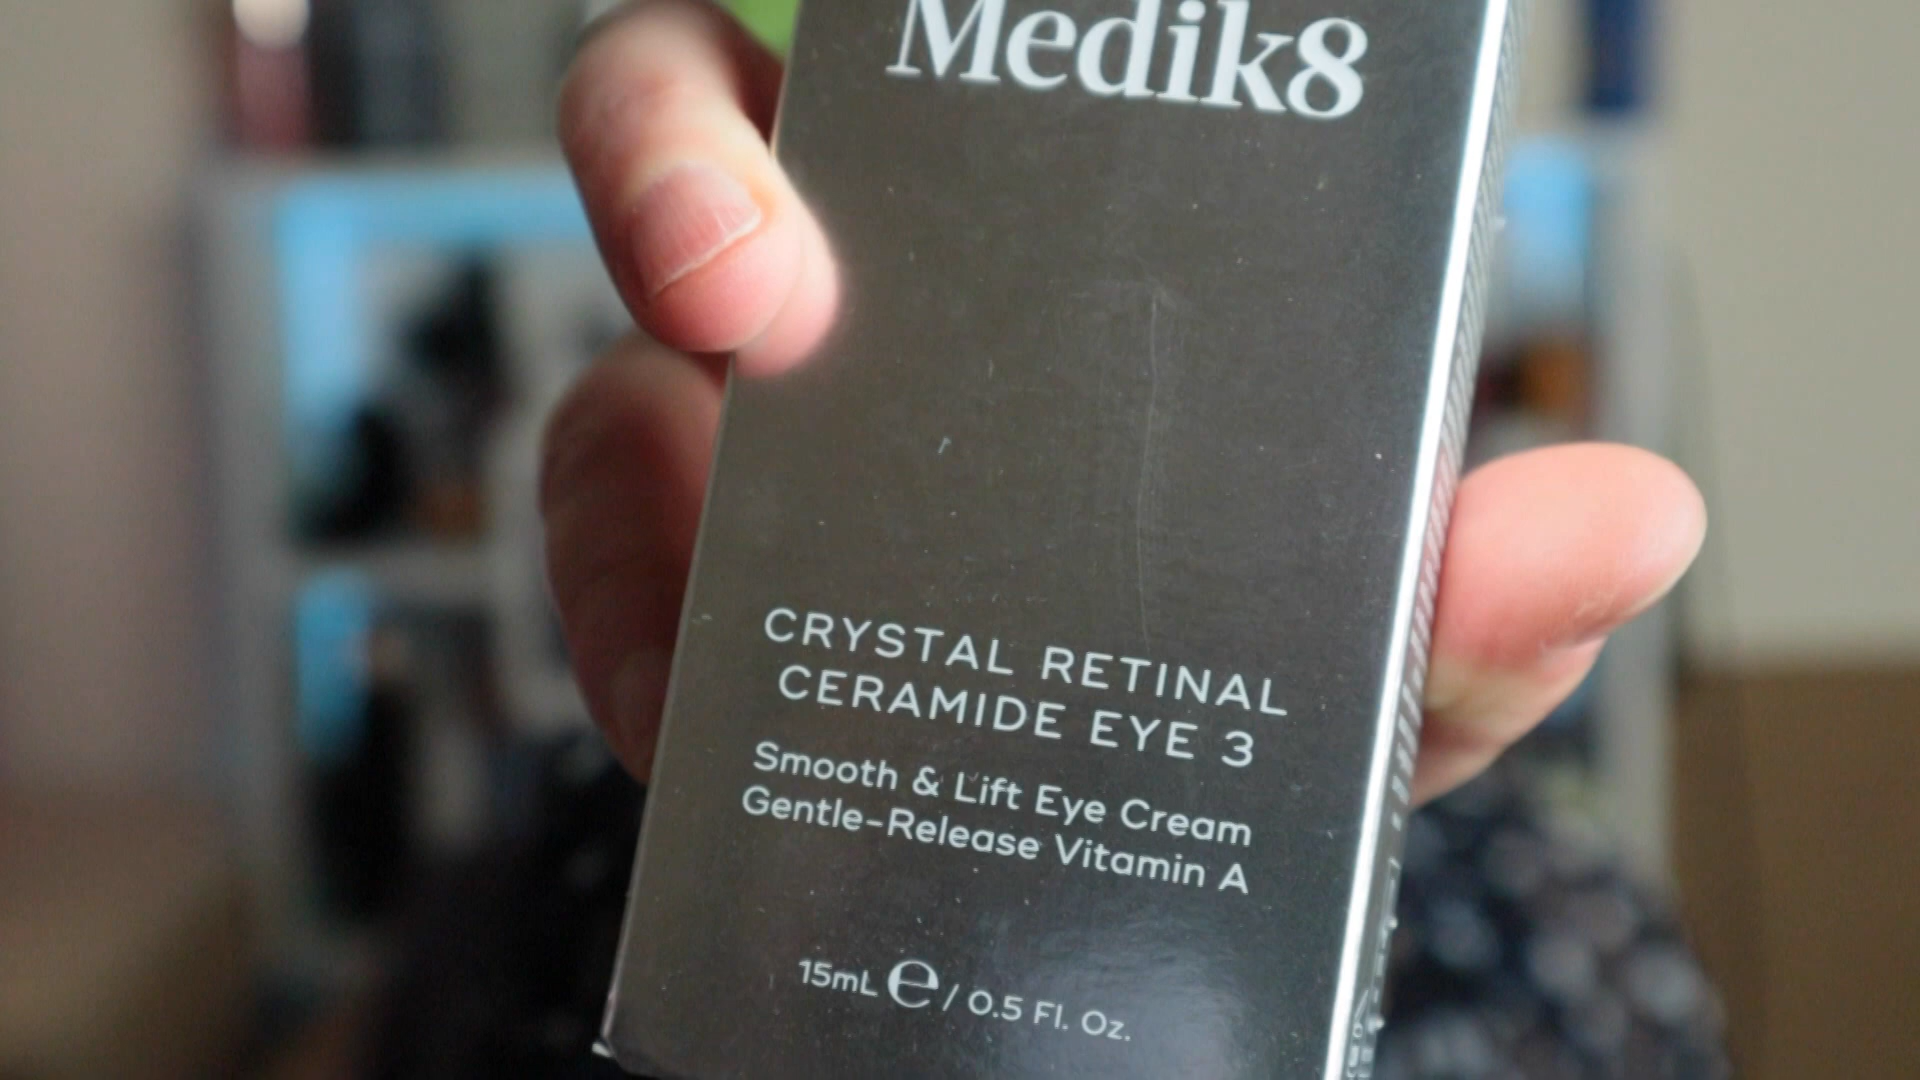 Medik8
CRYSTAL RETINAL
CERAMIDE EYE 3
Smooth & Lift Eye Cream
Gentle-Release Vitamin A
15mL ℮ / 0.5 Fl. Oz.